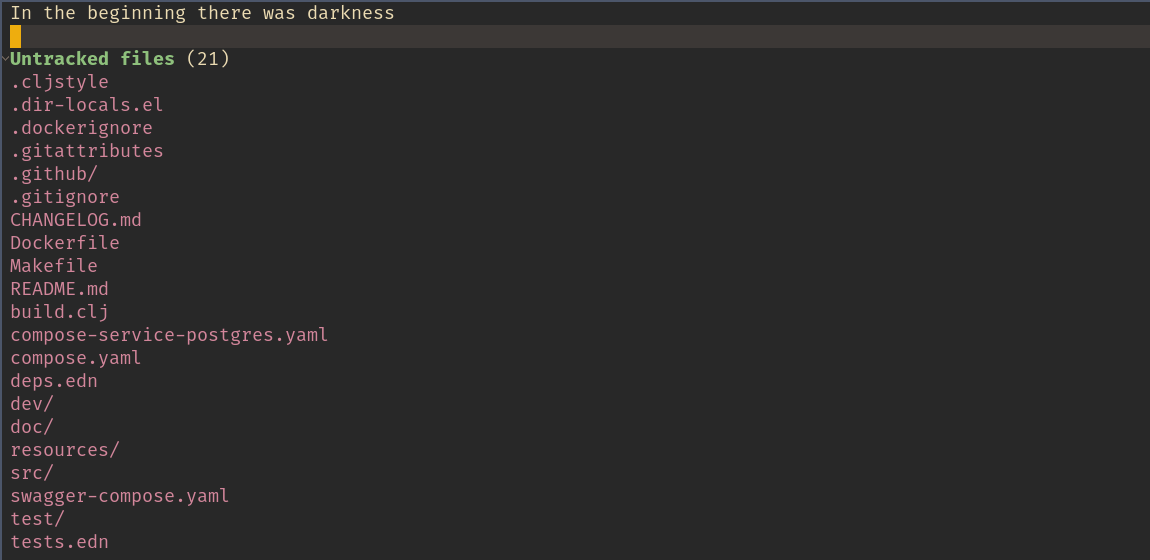 In the beginning there was darkness
Untracked files (21)
.cljstyle
.dir-locals.el
.dockerignore
.gitattributes
.github/
.gitignore
CHANGELOG.md
Dockerfile
Makefile
README.md
build.clj
compose-service-postgres.yaml
compose.yaml
deps.edn
dev/
doc/
resources/
src/
swagger-compose.yaml
test/
tests.edn